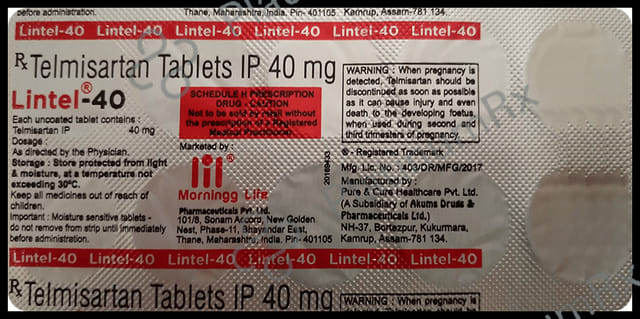 before administration.
Thane, Maharashtra, India. Pin- 401105
Kamrup, Assam-781 134.
Lintel-40 Lintel-40 Lintel-40 Lintel-40 Lintel-40 Lintel-40
Rx Telmisartan Tablets IP 40 mg
Lintel®-40
Each uncoated tablet contains :
Telmisartan IP 40 mg
Dosage :
As directed by the Physician.
Storage : Store protected from light
& moisture, at a temperature not
exceeding 30°C.
Keep all medicines out of reach of
children.
Important : Moisture sensitive tablets -
do not remove from strip until immediately
before administration.
SCHEDULE H PRESCRIPTION
DRUG - CAUTION
Not to be sold by retail without
the prescription of a Registered
Medical Practitioner.
Marketed by :
lil®
Morningg Life
Pharmaceuticals Pvt. Ltd.
101/8, Sonam Accord, New Golden
Nest, Phase-11, Bhayandar East,
Thane, Maharashtra, India. Pin- 401105
20160433
WARNING : When pregnancy is
detected, Telmisartan should be
discontinued as soon as possible
as it can cause injury and even
death to the developing foetus,
when used during second and
third trimesters of pregnancy.
® - Registered Trademark
Mfg. Lic. No. : 403/DR/MFG/2017
Manufactured by :
Pure & Cure Healthcare Pvt. Ltd.
(A Subsidiary of Akums Drugs &
Pharmaceuticals Ltd.)
NH-37, Bortezpur, Kukurmara,
Kamrup, Assam-781 134.
Lintel-40 Lintel-40 Lintel-40 Lintel-40 Lintel-40 Lintel-40
Rx Telmisartan Tablets IP 40 mg
WARNING : When pregnancy is